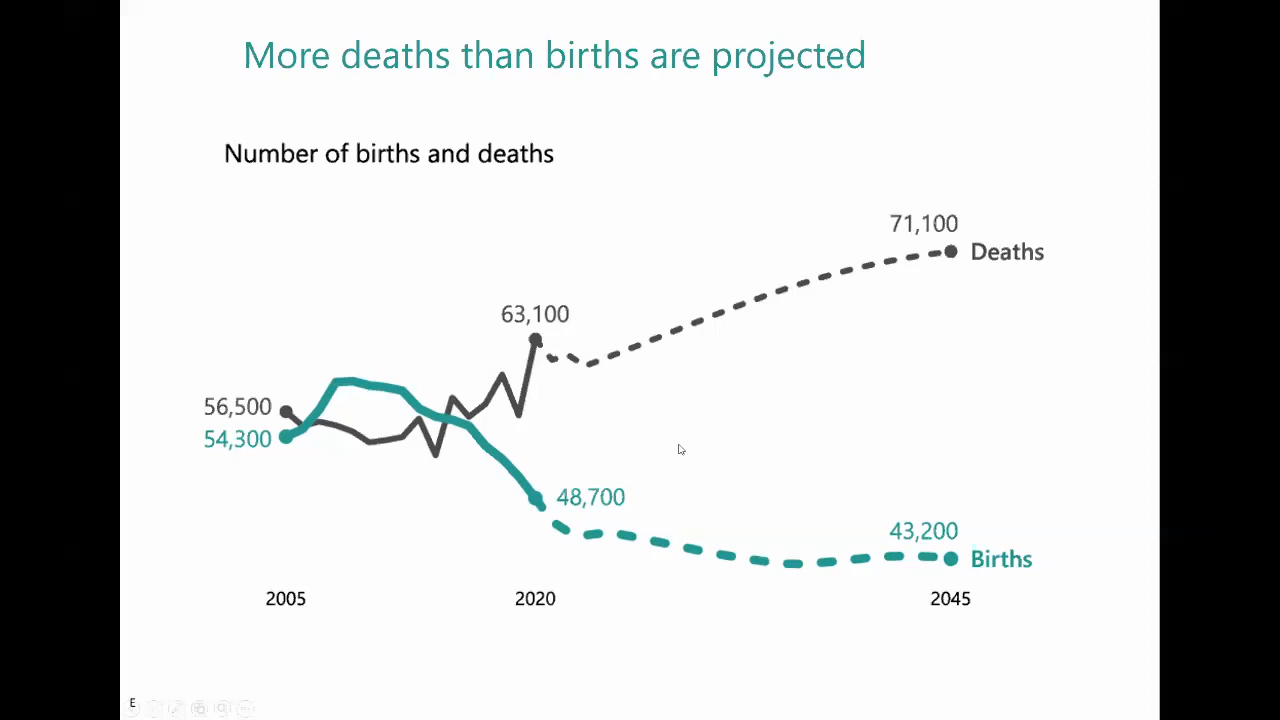 More deaths than births are projected
Number of births and deaths
71,100
Deaths
63,100
56,500
54,300
48,700
43,200
Births
2005 2020 2045
E